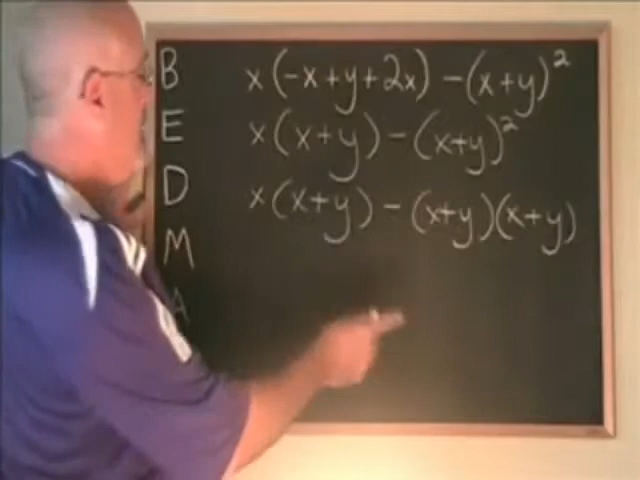 B x(-x+y+2x) -(x+y)²
E x(x+y) -(x+y)²
D x(x+y) -(x+y)(x+y)
M
A